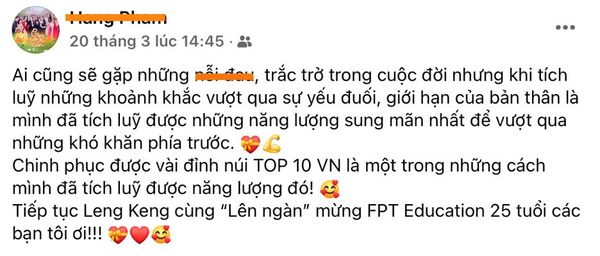 20 tháng 3 lúc 14:45 ·
Ai cũng sẽ gặp những , trắc trở trong cuộc đời nhưng khi tích
luỹ những khoảnh khắc vượt qua sự yếu đuối, giới hạn của bản thân là
mình đã tích luỹ được những năng lượng sung mãn nhất để vượt qua
những khó khăn phía trước. 💝💪
Chinh phục được vài đỉnh núi TOP 10 VN là một trong những cách
mình đã tích luỹ được năng lượng đó! 🥰
Tiếp tục Leng Keng cùng “Lên ngàn” mừng FPT Education 25 tuổi các
bạn tôi ơi!!! 💝❤️🥰